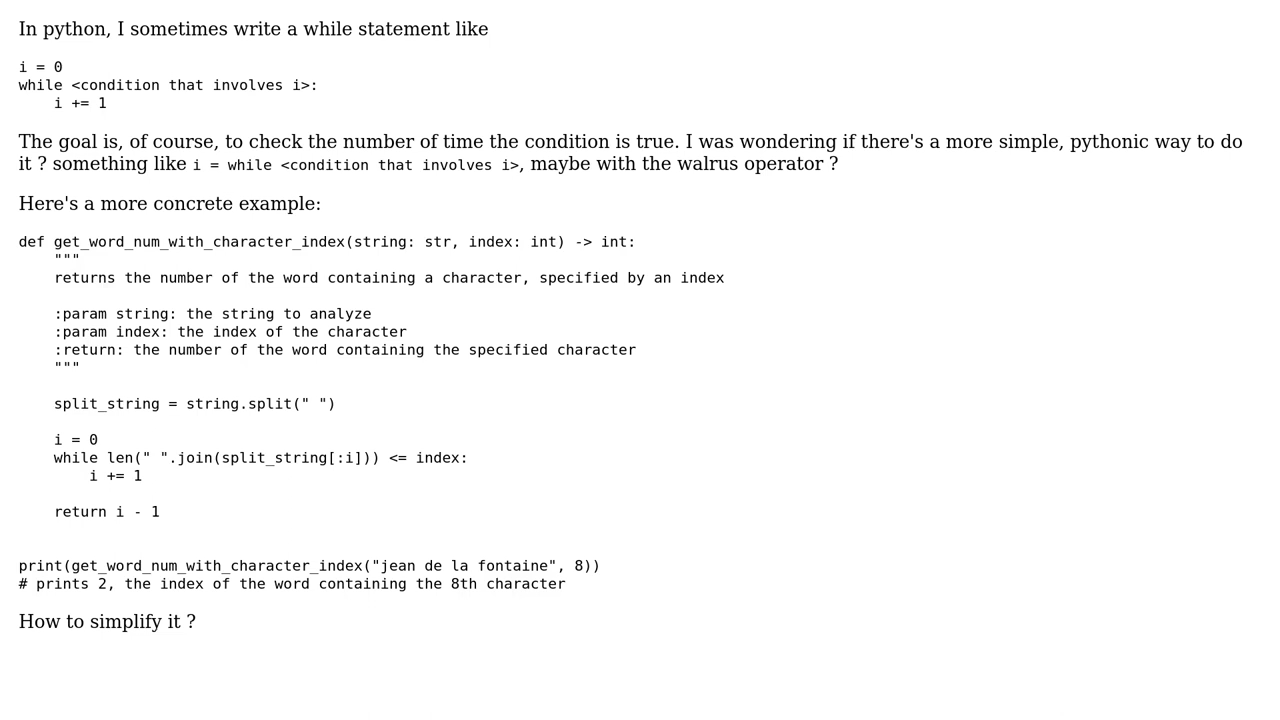 In python, I sometimes write a while statement like
i = 0
while <condition that involves i>:
    i += 1
The goal is, of course, to check the number of time the condition is true. I was wondering if there's a more simple, pythonic way to do
it ? something like i = while <condition that involves i>, maybe with the walrus operator ?
Here's a more concrete example:
def get_word_num_with_character_index(string: str, index: int) -> int:
    """
    returns the number of the word containing a character, specified by an index
    :param string: the string to analyze
    :param index: the index of the character
    :return: the number of the word containing the specified character
    """
    split_string = string.split(" ")
    i = 0
    while len(" ".join(split_string[:i])) <= index:
        i += 1
    return i - 1
print(get_word_num_with_character_index("jean de la fontaine", 8))
# prints 2, the index of the word containing the 8th character
How to simplify it ?